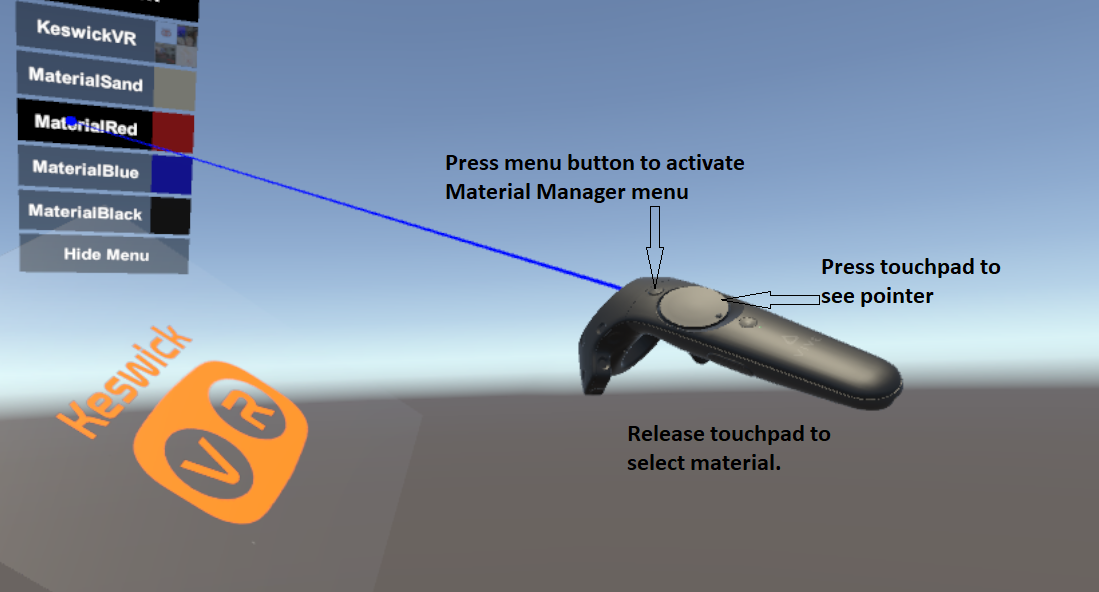 KeswickVR
MaterialSand
MaterialRed
MaterialBlue
MaterialBlack
Hide Menu
Press menu button to activate
Material Manager menu
Press touchpad to
see pointer
Release touchpad to
select material.
Keswick
VR